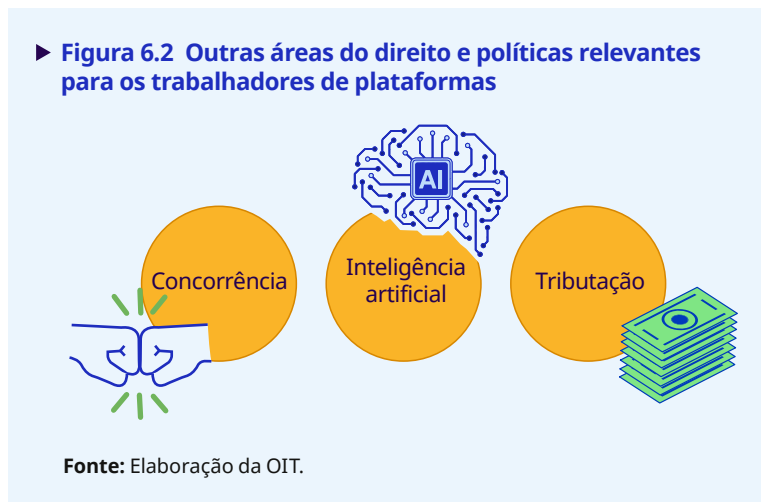 Figura 6.2 Outras áreas do direito e políticas relevantes
para os trabalhadores de plataformas
AI
Concorrência
Inteligência
artificial
Tributação
Fonte: Elaboração da OIT.